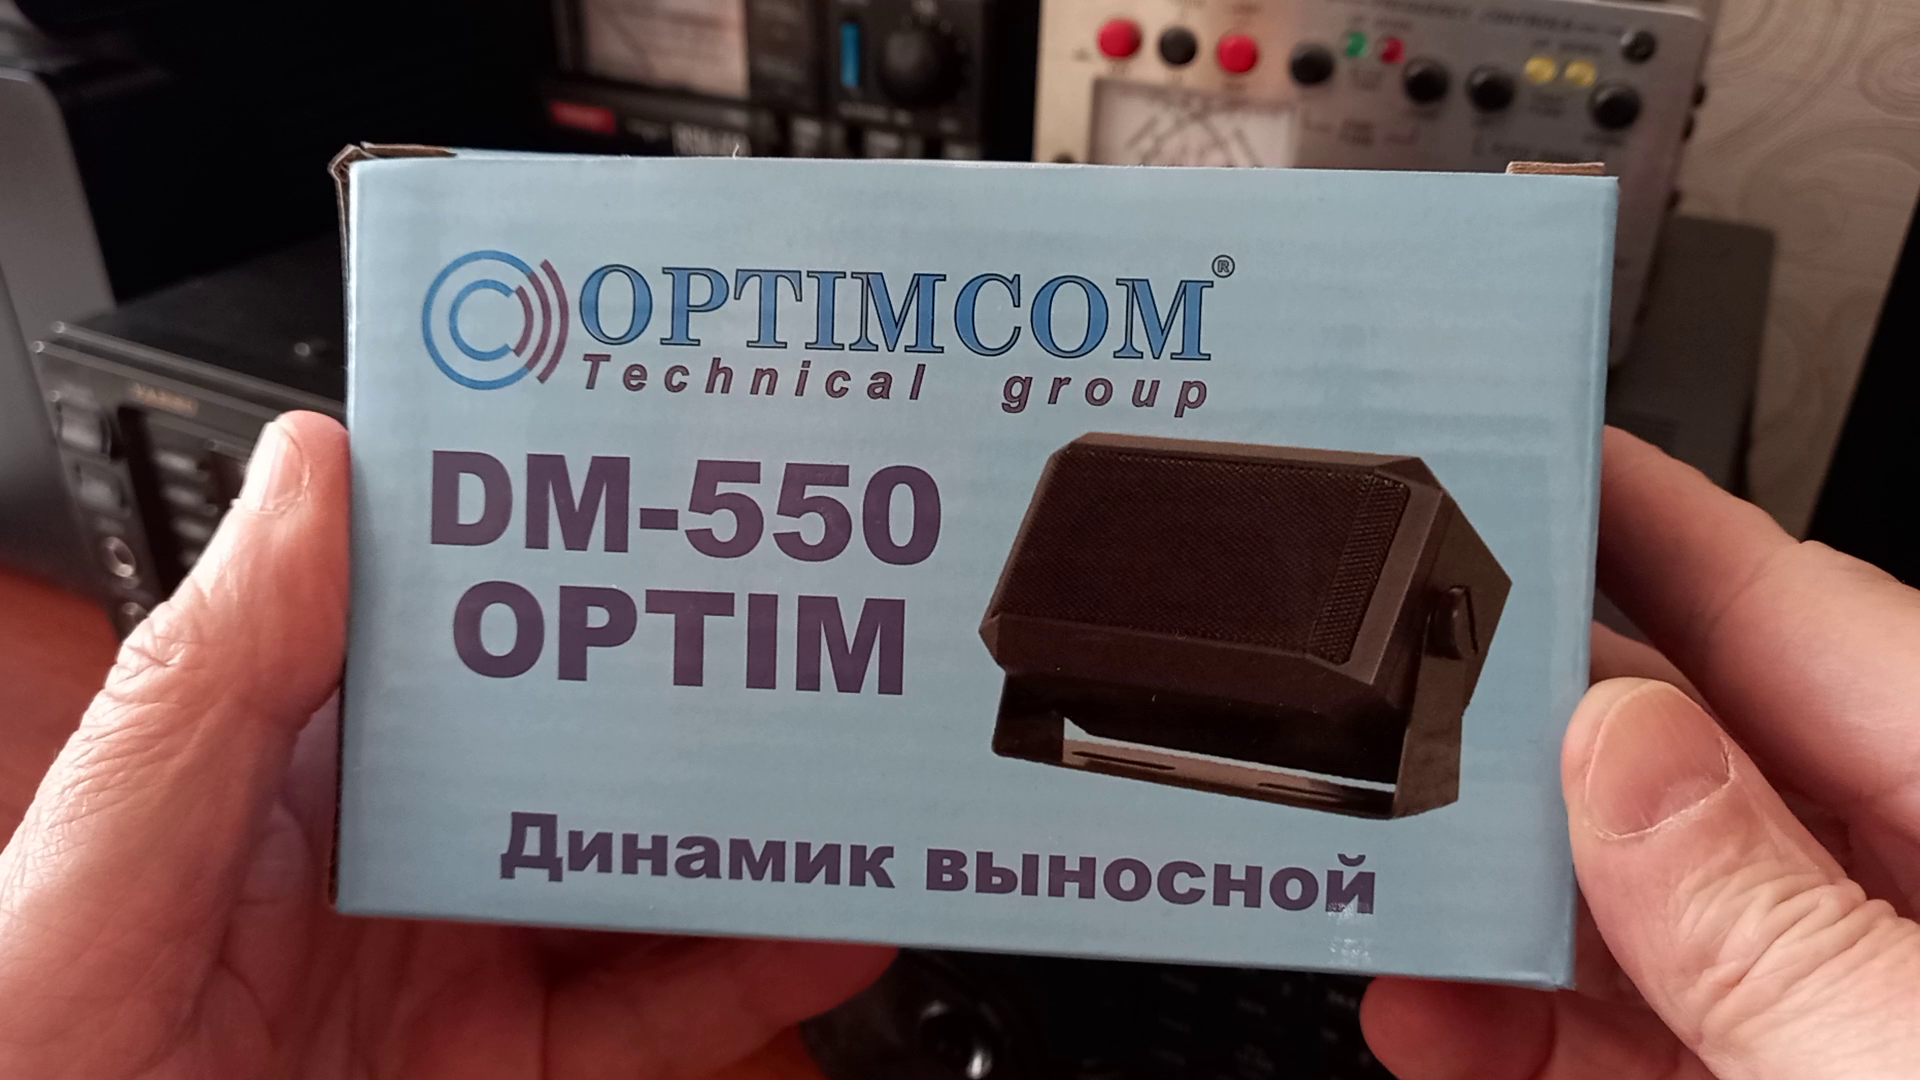 OPTIMCOM®
Technical group
DM-550
OPTIM
Динамик выносной